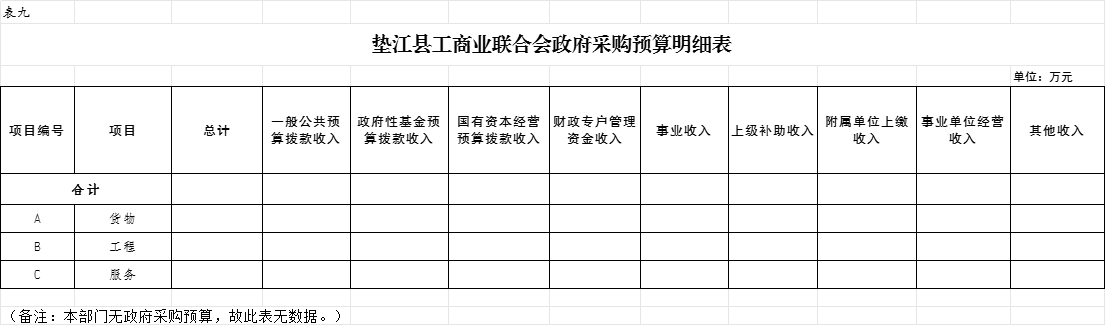 表九
垫江县工商业联合会政府采购预算明细表
单位：万元
项目编号 项目 总计 一般公共预算拨款收入 政府性基金预算拨款收入 国有资本经营预算拨款收入 财政专户管理资金收入 事业收入 上级补助收入 附属单位上缴收入 事业单位经营收入 其他收入
合计
A 货物
B 工程
C 服务
（备注：本部门无政府采购预算，故此表无数据。）